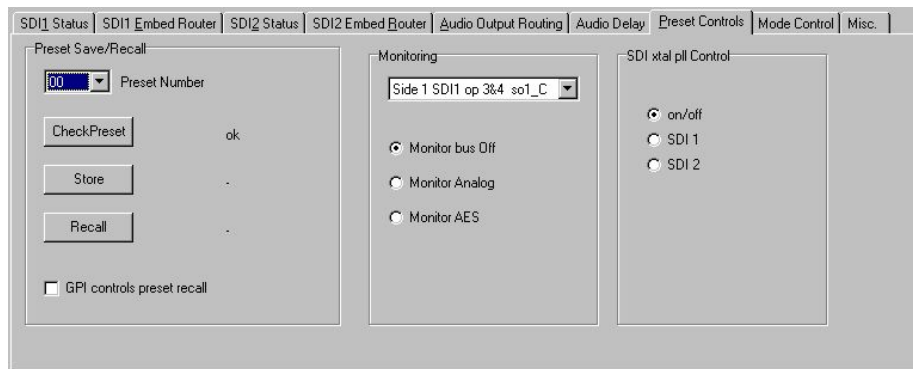 SDI1 Status SDI1 Embed Router SDI2 Status SDI2 Embed Router Audio Output Routing Audio Delay Preset Controls Mode Control Misc.
Preset Save/Recall
00 Preset Number
CheckPreset ok
Store -
Recall -
GPI controls preset recall
Monitoring
Side 1 SDI1 op 3&4 so1_C
Monitor bus Off
Monitor Analog
Monitor AES
SDI xtal pll Control
on/off
SDI 1
SDI 2